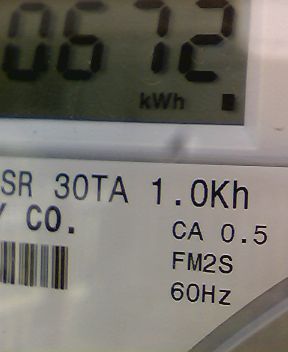 0672
kWh
SR 30TA 1.0Kh
Y CO.
CA 0.5
FM2S
60Hz